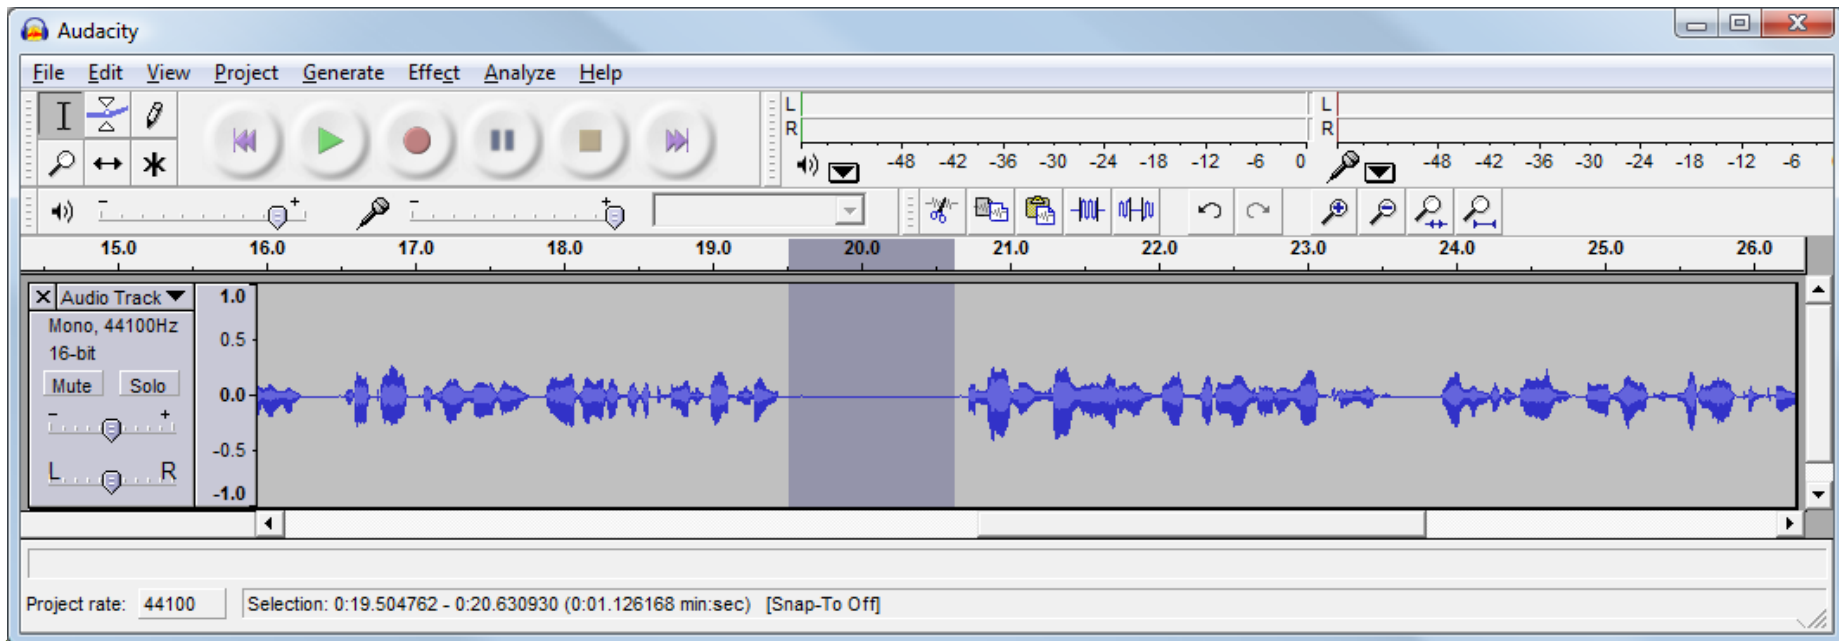 Audacity
File Edit View Project Generate Effect Analyze Help
L
R
-48 -42 -36 -30 -24 -18 -12 -6 0
L
R
-48 -42 -36 -30 -24 -18 -12 -6
- +
- +
15.0 16.0 17.0 18.0 19.0 20.0 21.0 22.0 23.0 24.0 25.0 26.0
X Audio Track
Mono, 44100Hz
16-bit
Mute Solo
- +
L R
1.0
0.5
0.0
-0.5
-1.0
Project rate: 44100 Selection: 0:19.504762 - 0:20.630930 (0:01.126168 min:sec) [Snap-To Off]